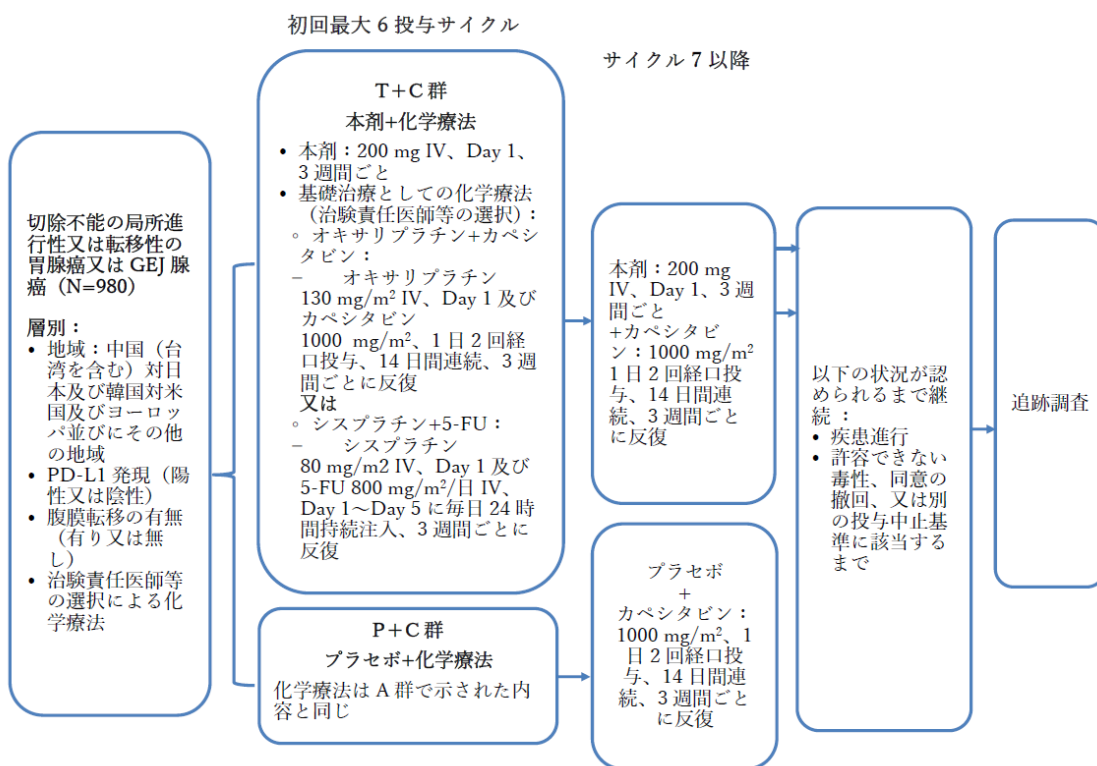 初回最大 6 投与サイクル
サイクル 7 以降
切除不能の局所進
行性又は転移性の
胃腺癌又は GEJ 腺
癌（N=980）
層別：
• 地域：中国（台
湾を含む）対日
本及び韓国対米
国及びヨーロッ
パ並びにその他
の地域
• PD-L1 発現（陽
性又は陰性）
• 腹膜転移の有無
（有り又は無
し）
• 治験責任医師等
の選択による化
学療法
T+C 群
本剤+化学療法
• 本剤：200 mg IV、Day 1、
3 週間ごと
• 基礎治療としての化学療法
（治験責任医師等の選択）：
◦ オキサリプラチン+カペシ
タビン：
− オキサリプラチン
130 mg/m² IV、Day 1 及び
カペシタビン
1000 mg/m²、1 日 2 回経
口投与、14 日間連続、3 週
間ごとに反復
又は
◦ シスプラチン+5-FU：
− シスプラチン
80 mg/m2 IV、Day 1 及び
5-FU 800 mg/m²/日 IV、
Day 1～Day 5 に毎日 24 時
間持続注入、3 週間ごとに
反復
P+C 群
プラセボ+化学療法
化学療法は A 群で示された内
容と同じ
本剤：200 mg
IV、Day 1、3 週
間ごと
+カペシタビ
ン：1000 mg/m²
1 日 2 回経口投
与、14 日間連
続、3 週間ごと
に反復
プラセボ
+
カペシタビン：
1000 mg/m²、1
日 2 回経口投
与、14 日間連
続、3 週間ごと
に反復
以下の状況が認
められるまで継
続：
• 疾患進行
• 許容できない
毒性、同意の
撤回、又は別
の投与中止基
準に該当する
まで
追跡調査